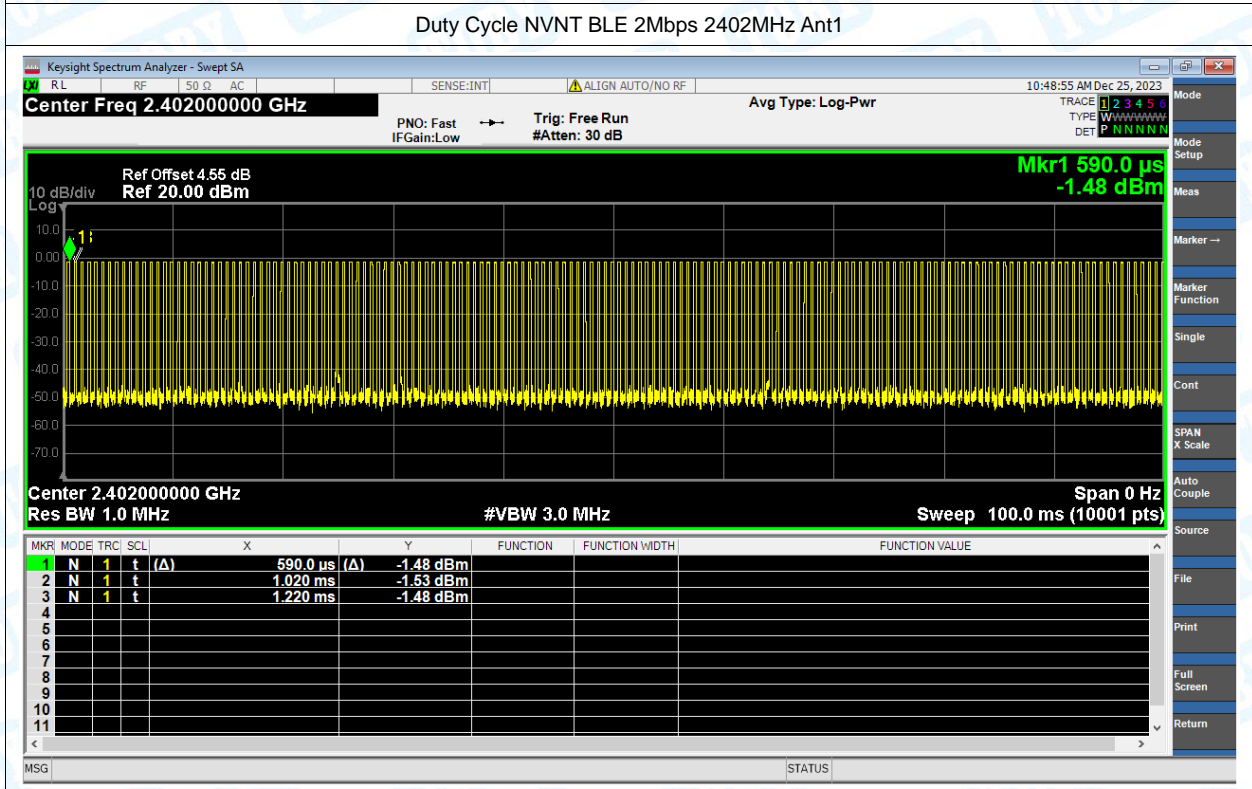 Duty Cycle NVNT BLE 2Mbps 2402MHz Ant1
Keysight Spectrum Analyzer - Swept SA
LXI RL RF 50 Ω AC SENSE:INT ALIGN AUTO/NO RF 10:48:55 AM Dec 25, 2023
Center Freq 2.402000000 GHz Avg Type: Log-Pwr TRACE 1 2 3 4 5 6
PNO: Fast Trig: Free Run TYPE WWWWWW
IFGain:Low #Atten: 30 dB DET P N N N N N
Mode
Mode Setup
Meas
Marker→
Marker Function
Single
Cont
SPAN X Scale
Auto Couple
Source
File
Print
Full Screen
Return
Mkr1 590.0 µs
-1.48 dBm
Ref Offset 4.55 dB
10 dB/div Ref 20.00 dBm
Log
10.0
1
0.00
-10.0
-20.0
-30.0
-40.0
-50.0
-60.0
-70.0
Center 2.402000000 GHz Span 0 Hz
Res BW 1.0 MHz #VBW 3.0 MHz Sweep 100.0 ms (10001 pts)
MKR MODE TRC SCL X Y FUNCTION FUNCTION WIDTH FUNCTION VALUE
1 N 1 t (Δ) 590.0 µs (Δ) -1.48 dBm
2 N 1 t 1.020 ms -1.53 dBm
3 N 1 t 1.220 ms -1.48 dBm
4
5
6
7
8
9
10
11
MSG STATUS